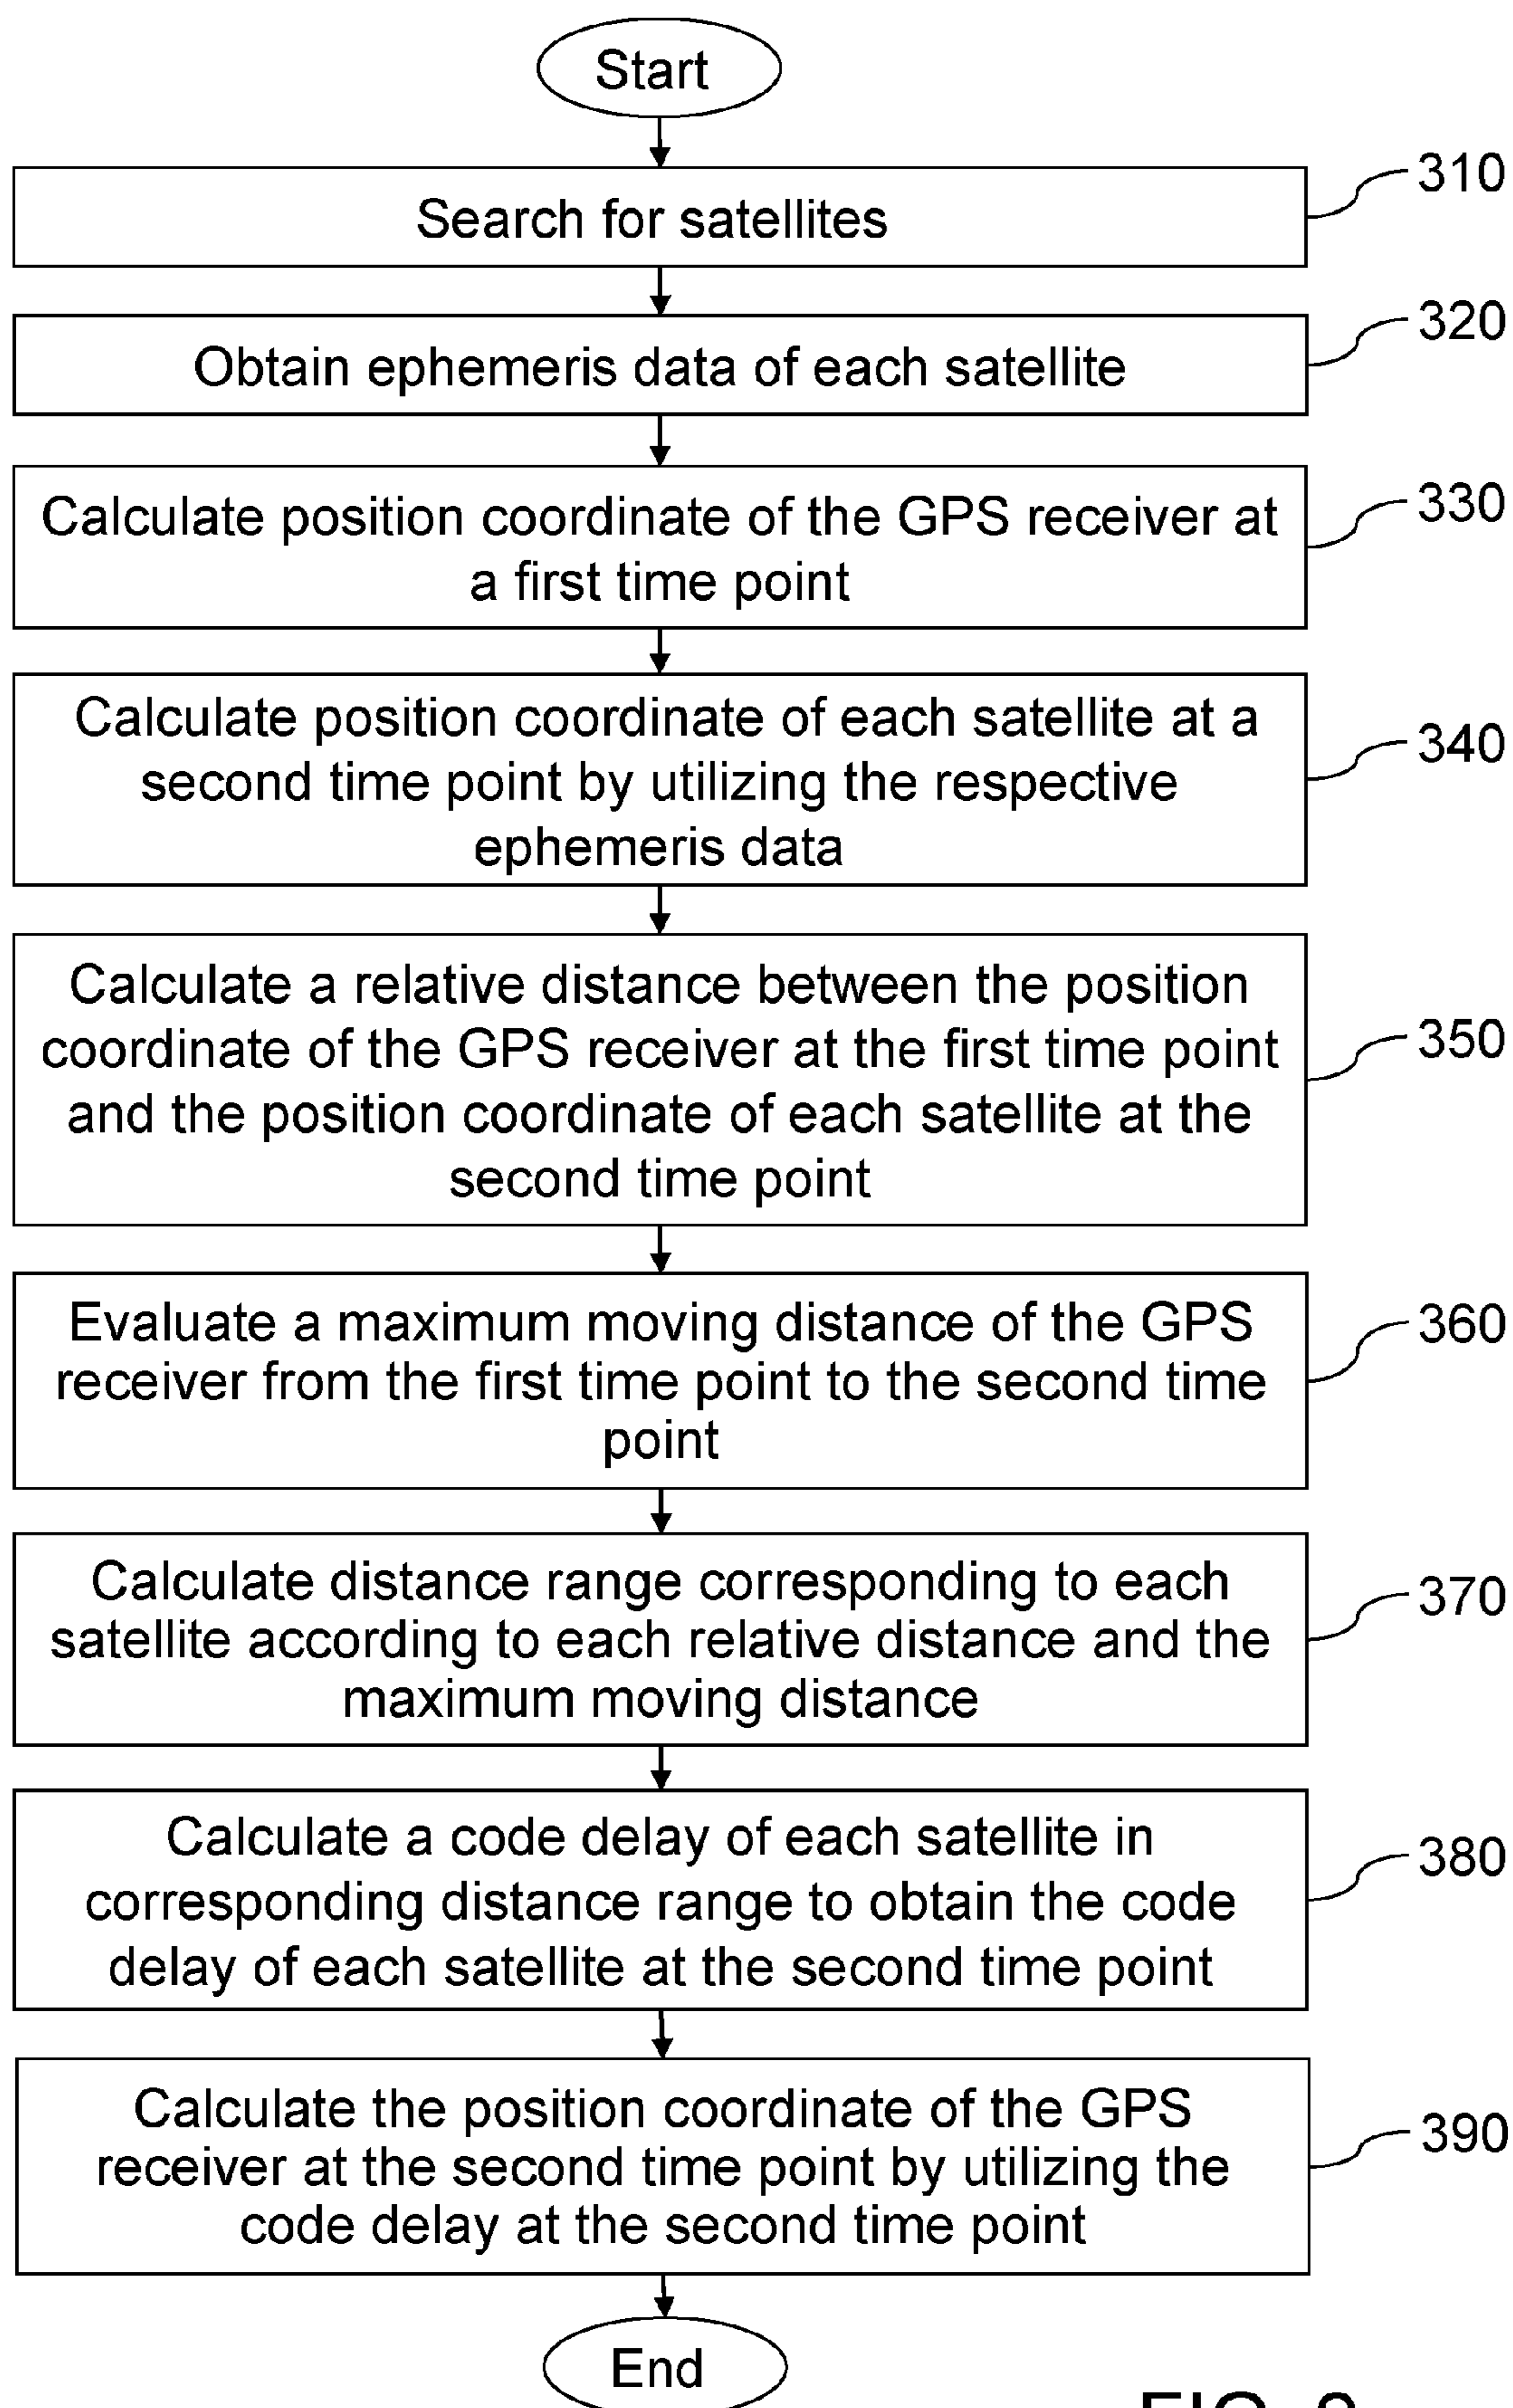 Start
Search for satellites
310
Obtain ephemeris data of each satellite
320
Calculate position coordinate of the GPS receiver at
a first time point
330
Calculate position coordinate of each satellite at a
second time point by utilizing the respective
ephemeris data
340
Calculate a relative distance between the position
coordinate of the GPS receiver at the first time point
and the position coordinate of each satellite at the
second time point
350
Evaluate a maximum moving distance of the GPS
receiver from the first time point to the second time
point
360
Calculate distance range corresponding to each
satellite according to each relative distance and the
maximum moving distance
370
Calculate a code delay of each satellite in
corresponding distance range to obtain the code
delay of each satellite at the second time point
380
Calculate the position coordinate of the GPS
receiver at the second time point by utilizing the
code delay at the second time point
390
End